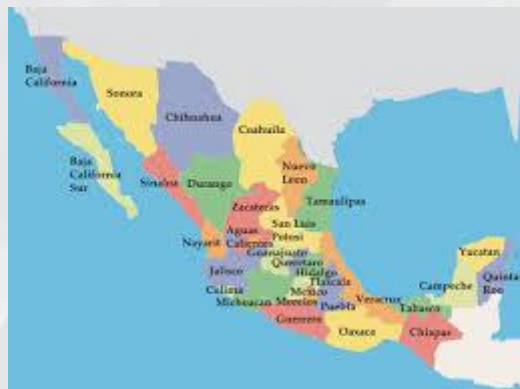 Baja
California
Sonora
Chihuahua
Coahuila
Baja
California
Sur
Sinaloa
Durango
Nuevo
Leon
Tamaulipas
Zacatecas
San Luis
Potosi
Nayarit
Aguas
Calientes
Guanajuato
Queretaro
Hidalgo
Jalisco
Tlaxcala
Colima
Mexico
Michoacan
Morelos
Puebla
Veracruz
Guerrero
Oaxaca
Tabasco
Chiapas
Campeche
Yucatan
Quintana
Roo